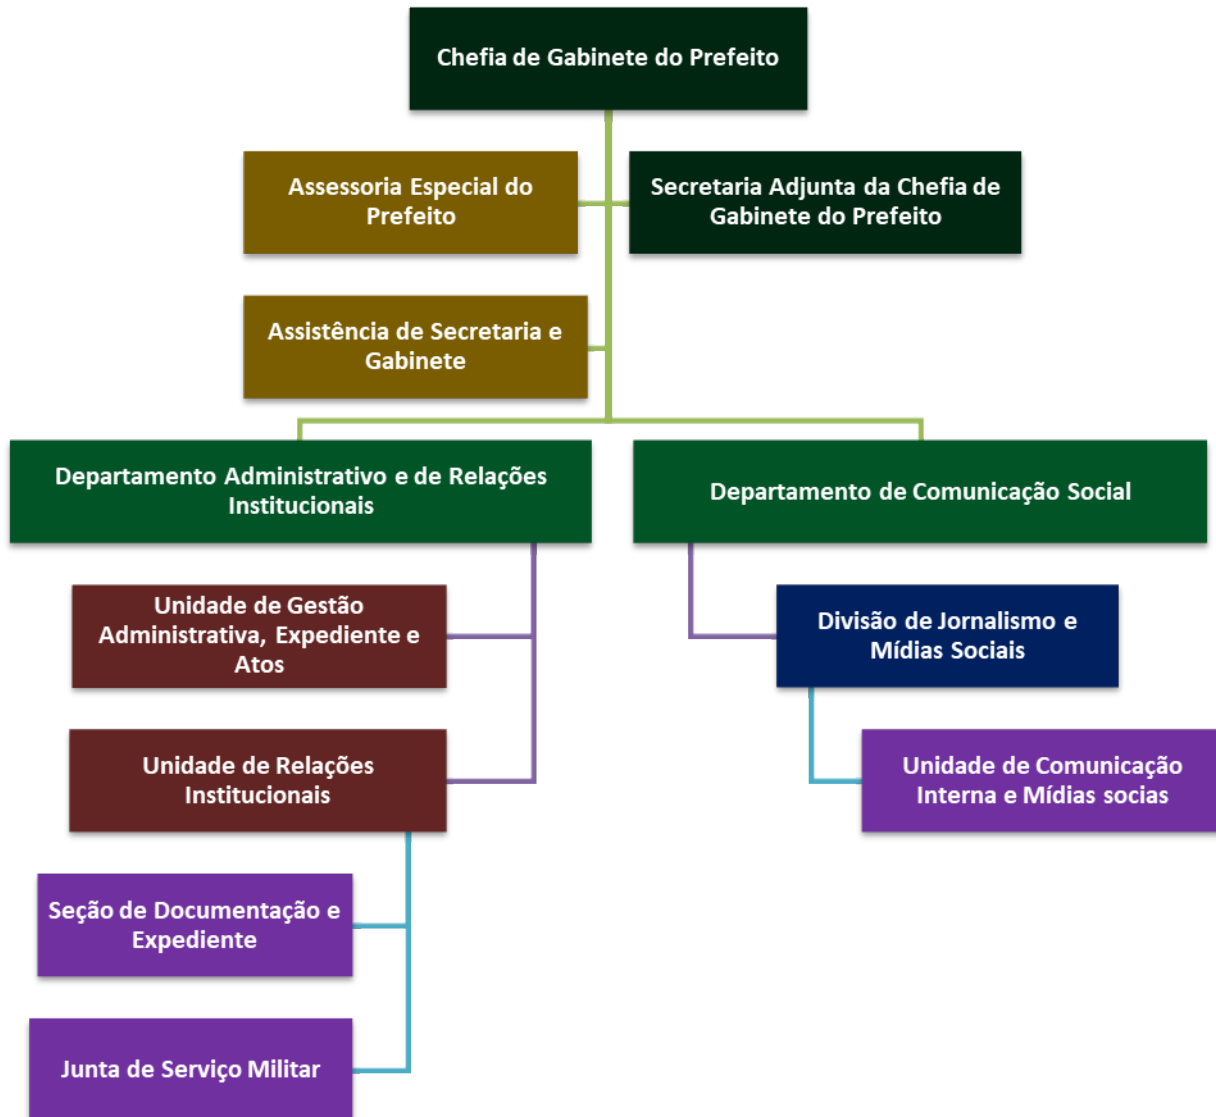 Chefia de Gabinete do Prefeito
Assessoria Especial do
Prefeito
Secretaria Adjunta da Chefia de
Gabinete do Prefeito
Assistência de Secretaria e
Gabinete
Departamento Administrativo e de Relações
Institucionais
Departamento de Comunicação Social
Unidade de Gestão
Administrativa, Expediente e
Atos
Divisão de Jornalismo e
Mídias Sociais
Unidade de Relações
Institucionais
Unidade de Comunicação
Interna e Mídias socias
Seção de Documentação e
Expediente
Junta de Serviço Militar